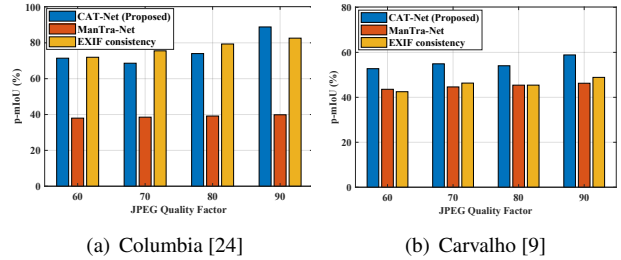 CAT-Net (Proposed)
ManTra-Net
EXIF consistency
p-mIoU (%)
100
80
60
40
20
0
60 70 80 90
JPEG Quality Factor
(a) Columbia [24]
CAT-Net (Proposed)
ManTra-Net
EXIF consistency
p-mIoU (%)
80
60
40
20
0
60 70 80 90
JPEG Quality Factor
(b) Carvalho [9]